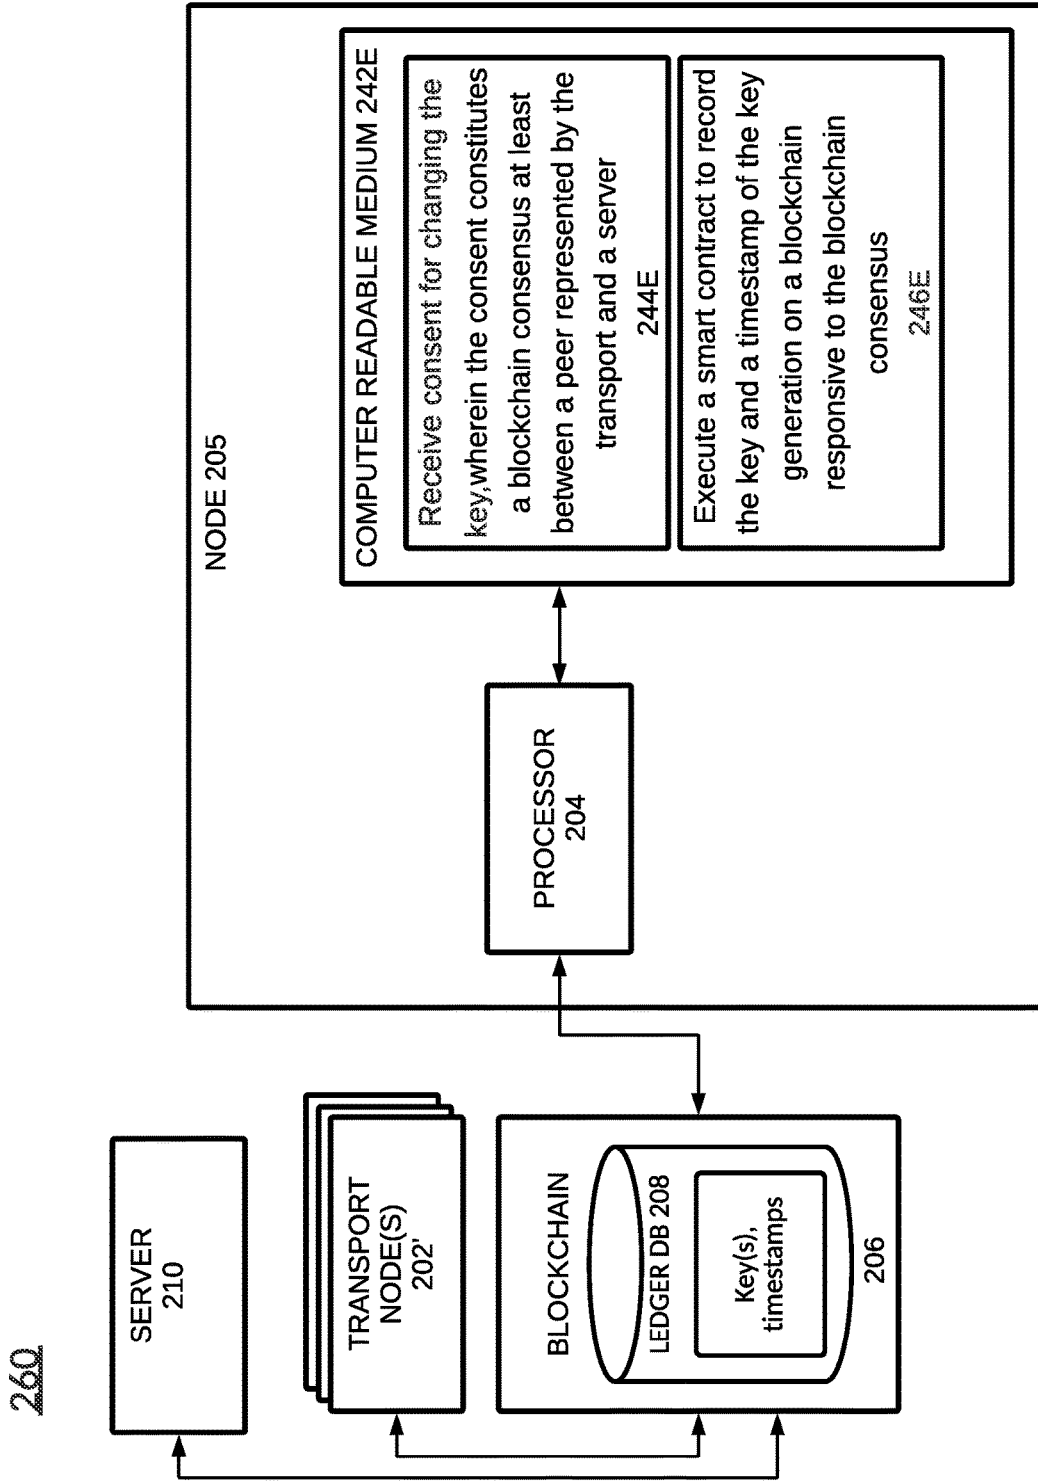 260
SERVER
210
TRANSPORT
NODE(S)
202'
BLOCKCHAIN
LEDGER DB 208
Key(s),
timestamps
206
NODE 205
PROCESSOR
204
COMPUTER READABLE MEDIUM 242E
Receive consent for changing the
key,wherein the consent constitutes
a blockchain consensus at least
between a peer represented by the
transport and a server
244E
Execute a smart contract to record
the key and a timestamp of the key
generation on a blockchain
responsive to the blockchain
consensus
246E